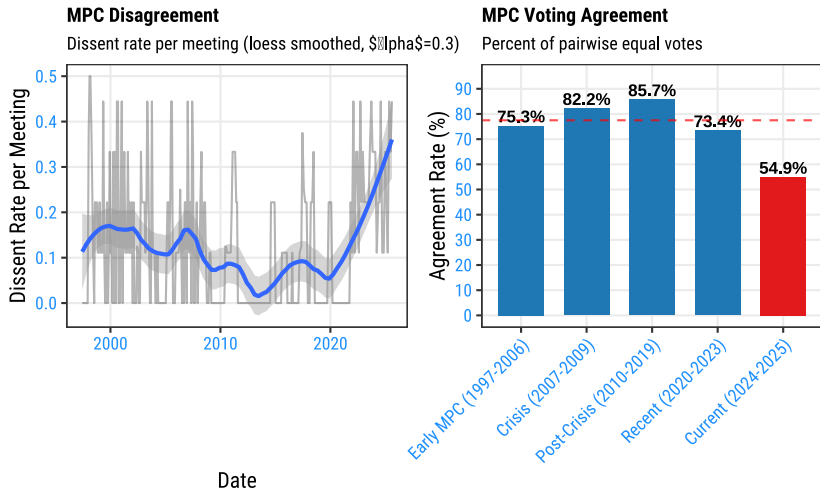 MPC Disagreement
Dissent rate per meeting (loess smoothed, $▯lpha$=0.3)
Dissent Rate per Meeting
0.5
0.4
0.3
0.2
0.1
0.0
2000
2010
2020
Date
MPC Voting Agreement
Percent of pairwise equal votes
Agreement Rate (%)
90
80
70
60
50
40
30
20
10
0
75.3%
82.2%
85.7%
73.4%
54.9%
Early MPC (1997-2006)
Crisis (2007-2009)
Post-Crisis (2010-2019)
Recent (2020-2023)
Current (2024-2025)